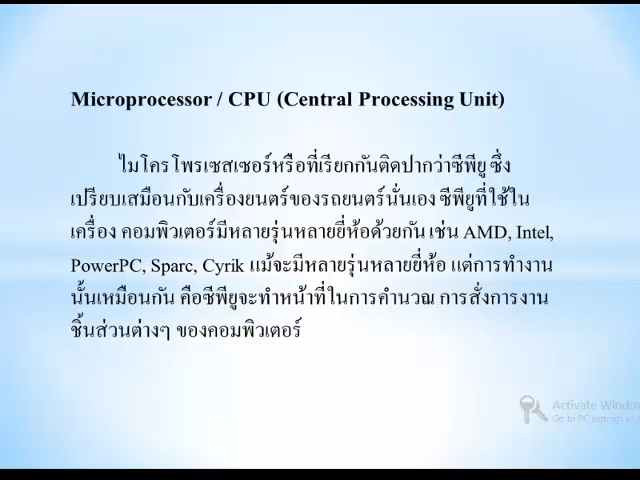 Microprocessor / CPU (Central Processing Unit)
ไมโครโพรเซสเซอร์หรือที่เรียกกันติดปากว่าซีพียู ซึ่ง
เปรียบเสมือนกับเครื่องยนตร์ของรถยนตร์นั่นเอง ซีพียูที่ใช้ใน
เครื่อง คอมพิวเตอร์มีหลายรุ่นหลายยี่ห้อด้วยกัน เช่น AMD, Intel,
PowerPC, Sparc, Cyrik แม้จะมีหลายรุ่นหลายยี่ห้อ แต่การทำงาน
นั้นเหมือนกัน คือซีพียูจะทำหน้าที่ในการคำนวณ การสั่งการงาน
ชิ้นส่วนต่างๆ ของคอมพิวเตอร์
Activate Windo
Go to PC settings to